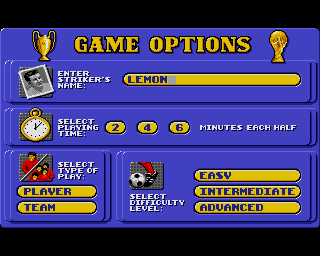 GAME OPTIONS
ENTER
STRIKER'S
NAME:
LEMON
SELECT
PLAYING
TIME:
2 4 6 MINUTES EACH HALF
SELECT
TYPE OF
PLAY:
PLAYER
TEAM
SELECT
DIFFICULTY
LEVEL:
EASY
INTERMEDIATE
ADVANCED